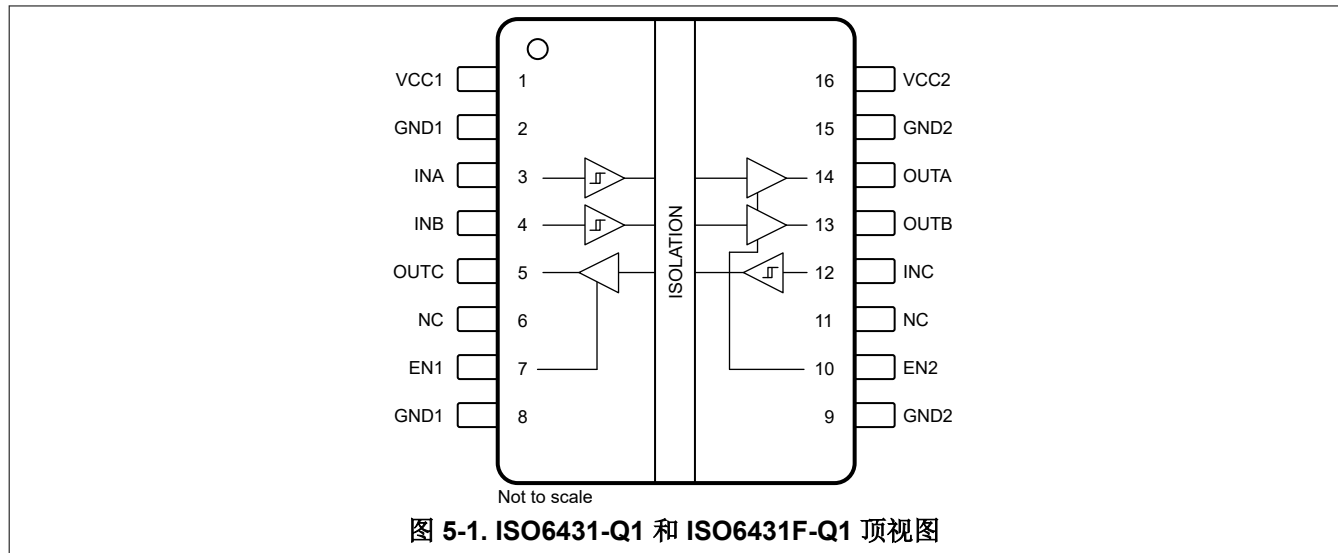 VCC1 1 16 VCC2
GND1 2 15 GND2
INA 3 14 OUTA
INB 4 13 OUTB
OUTC 5 12 INC
NC 6 11 NC
EN1 7 10 EN2
GND1 8 9 GND2
ISOLATION
Not to scale
图 5-1. ISO6431-Q1 和 ISO6431F-Q1 顶视图